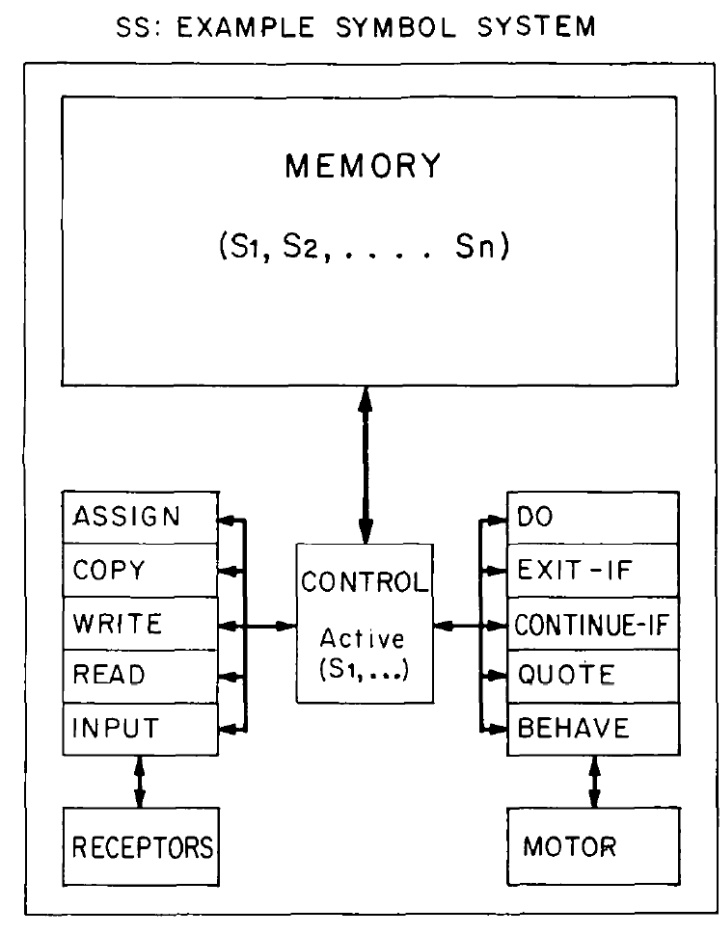 SS: EXAMPLE SYMBOL SYSTEM
MEMORY
(S1, S2, . . . . Sn)
ASSIGN
COPY
WRITE
READ
INPUT
RECEPTORS
CONTROL
Active
(S1,...)
DO
EXIT-IF
CONTINUE-IF
QUOTE
BEHAVE
MOTOR